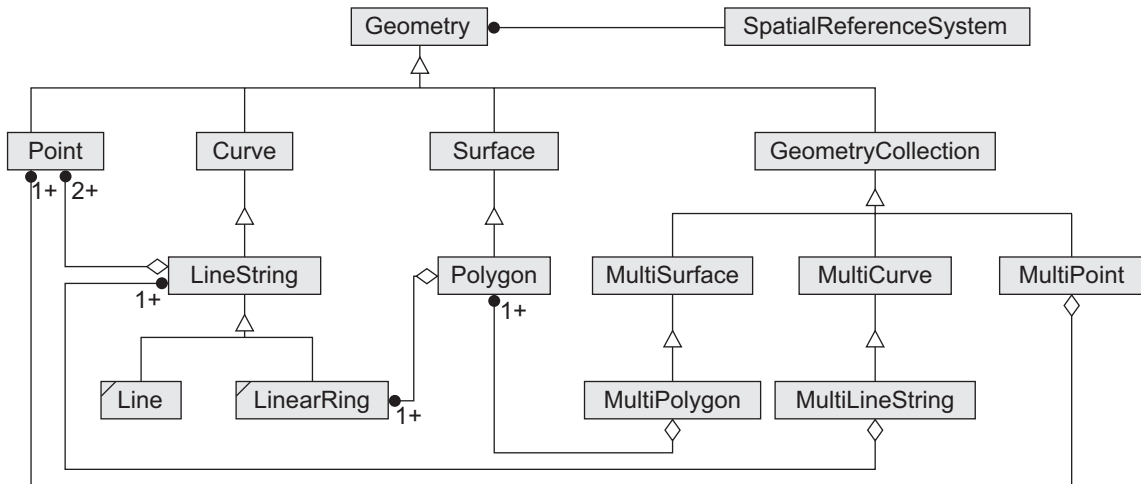 Geometry
SpatialReferenceSystem
Point
Curve
Surface
GeometryCollection
1+
2+
LineString
Polygon
MultiSurface
MultiCurve
MultiPoint
1+
1+
Line
LinearRing
MultiPolygon
MultiLineString
1+